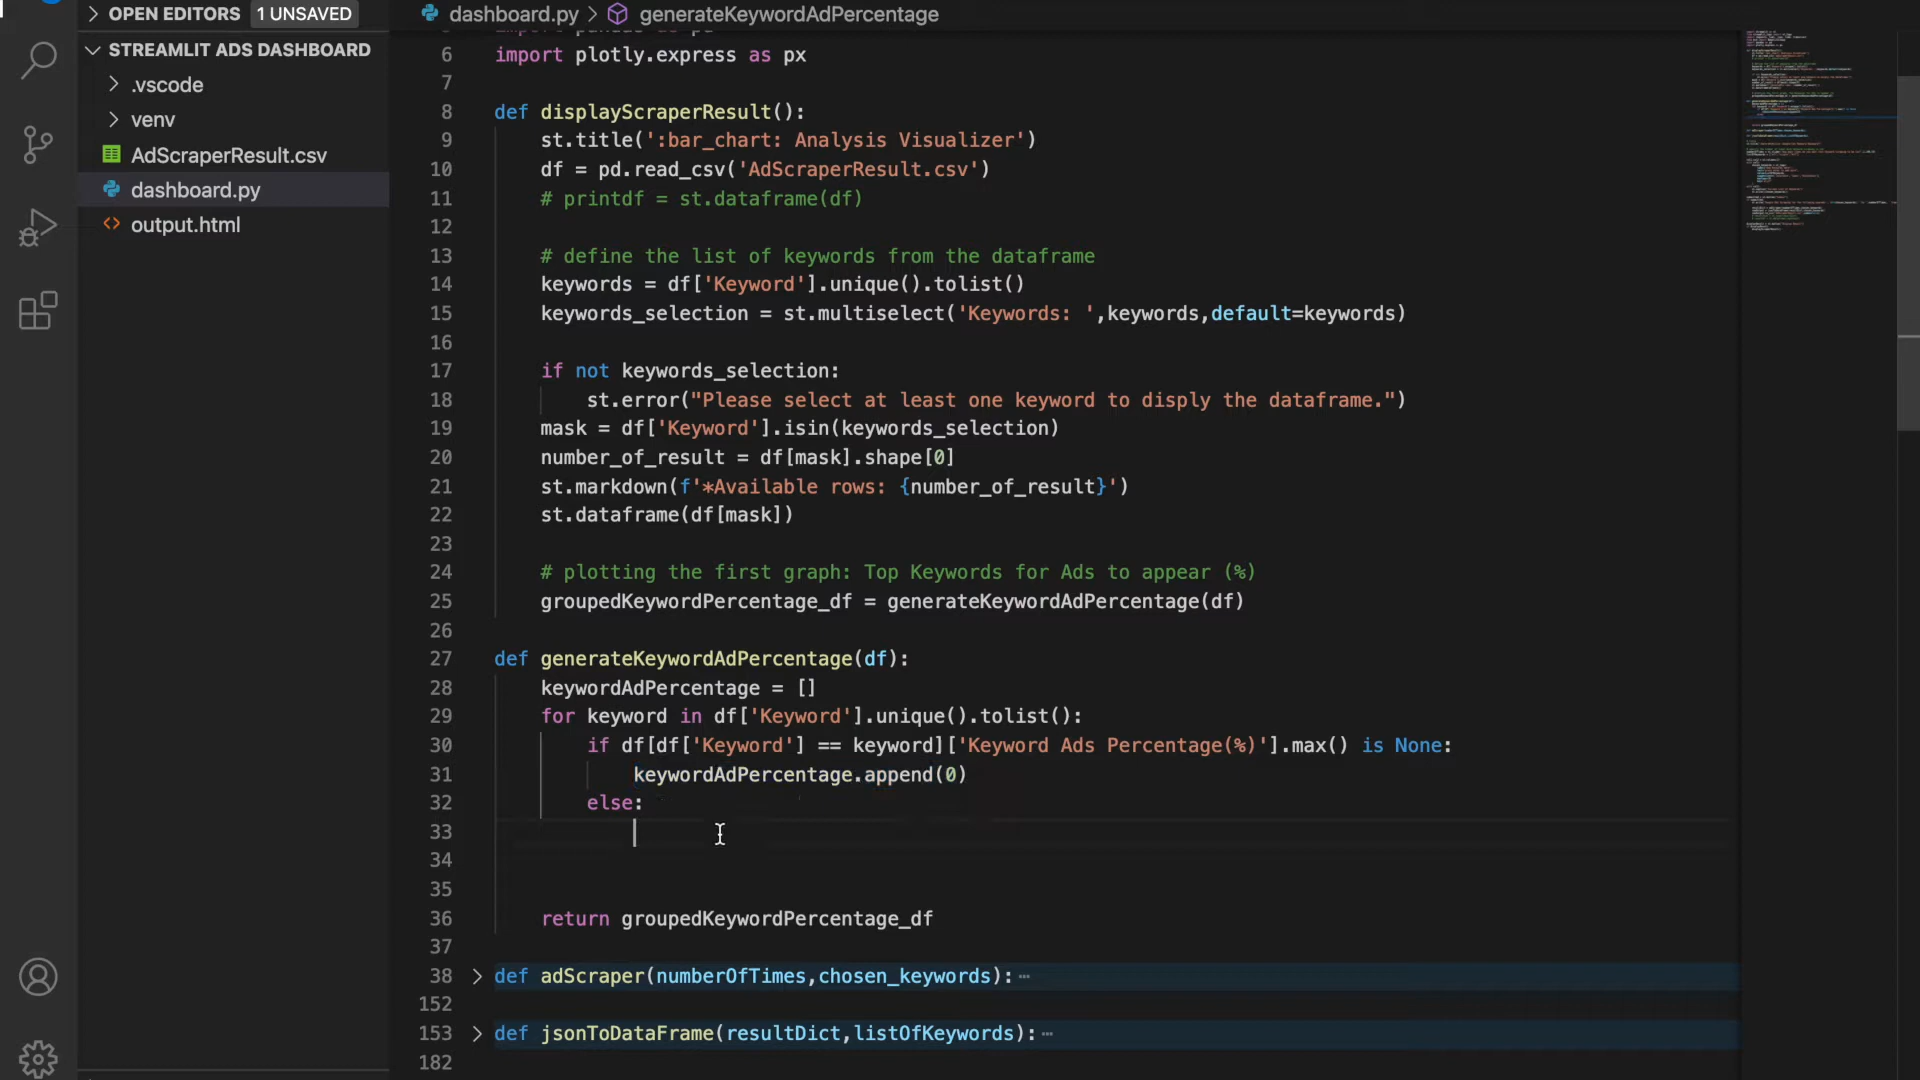 OPEN EDITORS 1 UNSAVED
STREAMLIT ADS DASHBOARD
.vscode
venv
AdScraperResult.csv
dashboard.py
output.html
dashboard.py > generateKeywordAdPercentage
6 import plotly.express as px
7
8 def displayScraperResult():
9 st.title(':bar_chart: Analysis Visualizer')
10 df = pd.read_csv('AdScraperResult.csv')
11 # printdf = st.dataframe(df)
12
13 # define the list of keywords from the dataframe
14 keywords = df['Keyword'].unique().tolist()
15 keywords_selection = st.multiselect('Keywords: ',keywords,default=keywords)
16
17 if not keywords_selection:
18 st.error("Please select at least one keyword to disply the dataframe.")
19 mask = df['Keyword'].isin(keywords_selection)
20 number_of_result = df[mask].shape[0]
21 st.markdown(f'*Available rows: {number_of_result}')
22 st.dataframe(df[mask])
23
24 # plotting the first graph: Top Keywords for Ads to appear (%)
25 groupedKeywordPercentage_df = generateKeywordAdPercentage(df)
26
27 def generateKeywordAdPercentage(df):
28 keywordAdPercentage = []
29 for keyword in df['Keyword'].unique().tolist():
30 if df[df['Keyword'] == keyword]['Keyword Ads Percentage(%)'].max() is None:
31 keywordAdPercentage.append(0)
32 else:
33
34
35
36 return groupedKeywordPercentage_df
37
38 > def adScraper(numberOfTimes,chosen_keywords):⋯
152
153 > def jsonToDataFrame(resultDict,listOfKeywords):⋯
182